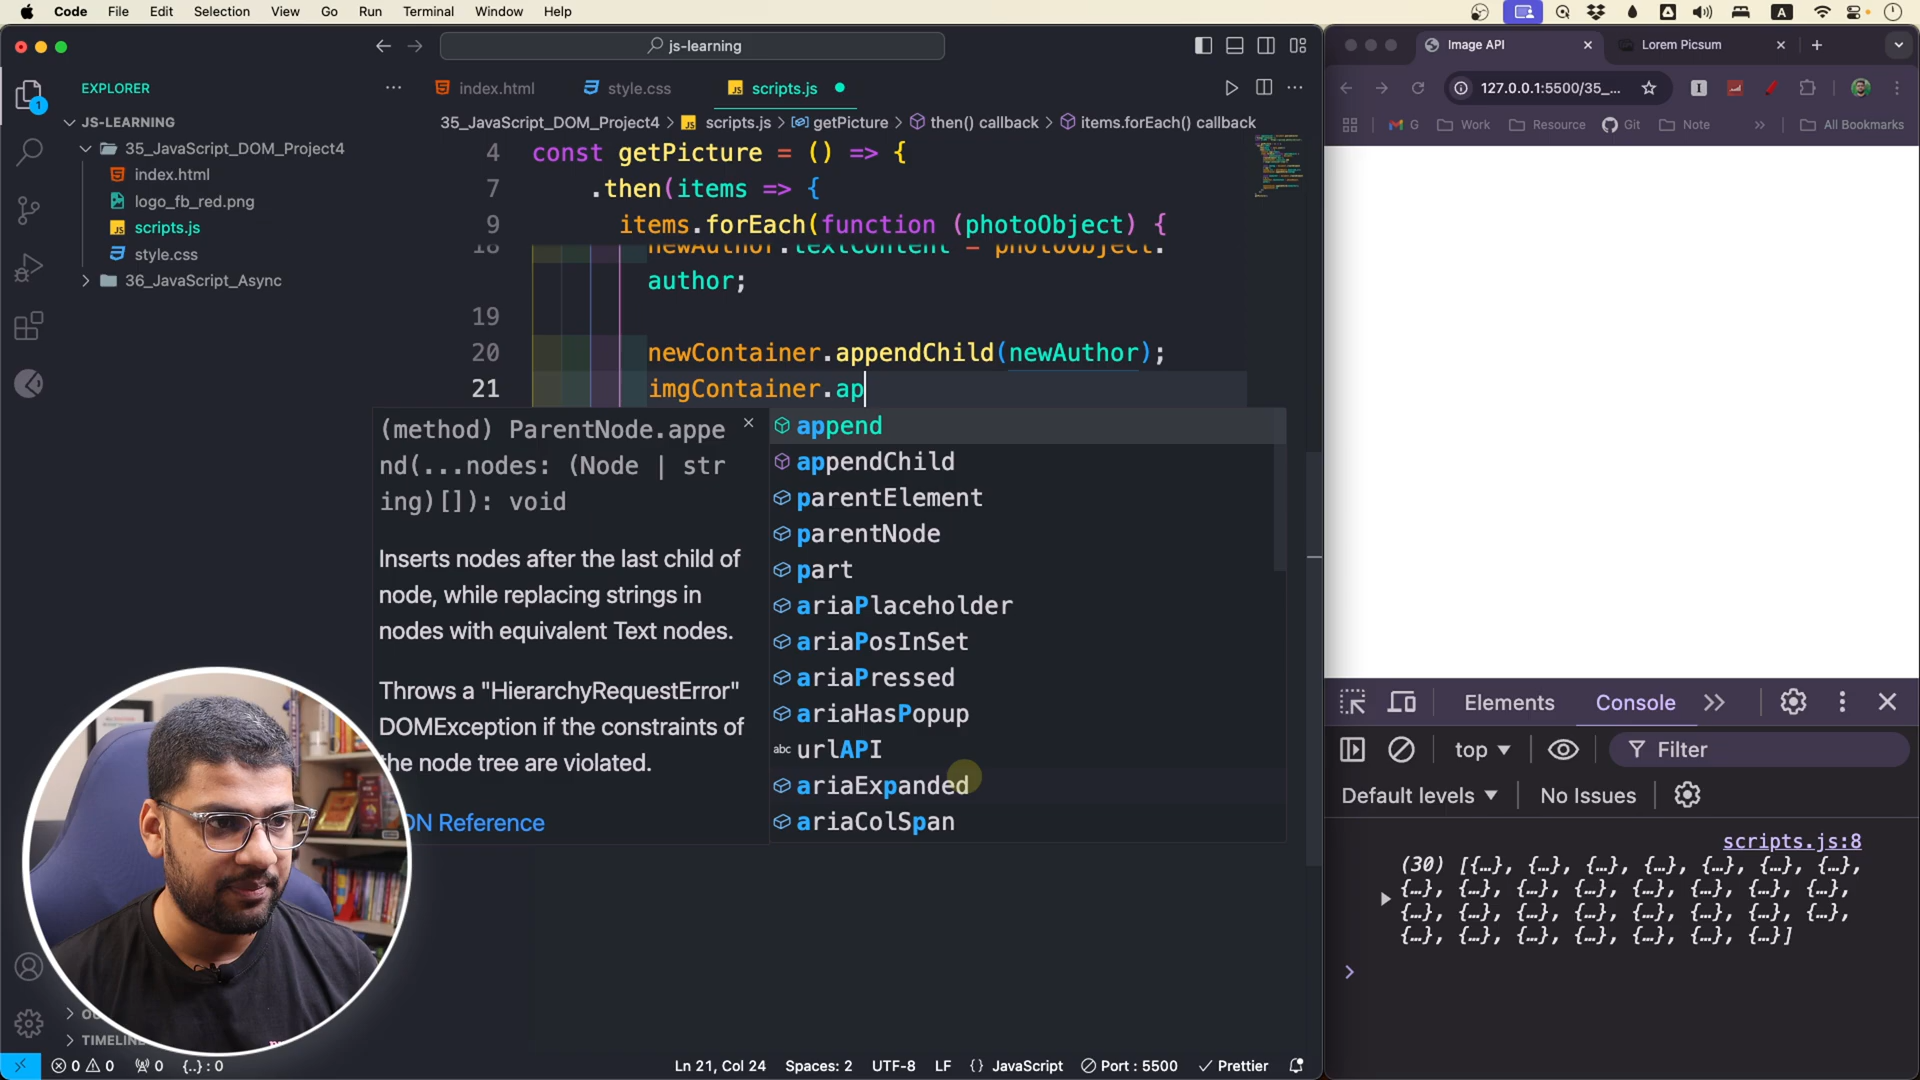 Code File Edit Selection View Go Run Terminal Window Help
A
js-learning
EXPLORER
JS-LEARNING
35_JavaScript_DOM_Project4
index.html
logo_fb_red.png
scripts.js
style.css
36_JavaScript_Async
TIMELINE
1
index.html
style.css
scripts.js
35_JavaScript_DOM_Project4 > scripts.js > getPicture > then() callback > items.forEach() callback
4 const getPicture = () => {
7 .then(items => {
9 items.forEach(function (photoObject) {
18 newAuthor.textContent = photoObject.
author;
19
20 newContainer.appendChild(newAuthor);
21 imgContainer.ap
(method) ParentNode.appe
nd(...nodes: (Node | str
ing)[]): void
Inserts nodes after the last child of
node, while replacing strings in
nodes with equivalent Text nodes.
Throws a "HierarchyRequestError"
DOMException if the constraints of
the node tree are violated.
Reference
append
appendChild
parentElement
parentNode
part
ariaPlaceholder
ariaPosInSet
ariaPressed
ariaHasPopup
abc urlAPI
ariaExpanded
ariaColSpan
0 0 0 {..} : 0
Ln 21, Col 24 Spaces: 2 UTF-8 LF {} JavaScript Port : 5500 Prettier
Image API
Lorem Picsum
127.0.0.1:5500/35_...
G Work Resource Git Note » All Bookmarks
Elements Console
top Filter
Default levels No Issues
scripts.js:8
(30) [{…}, {…}, {…}, {…}, {…}, {…}, {…},
{…}, {…}, {…}, {…}, {…}, {…}, {…}, {…},
{…}, {…}, {…}, {…}, {…}, {…}, {…}, {…},
{…}, {…}, {…}, {…}, {…}, {…}, {…}]